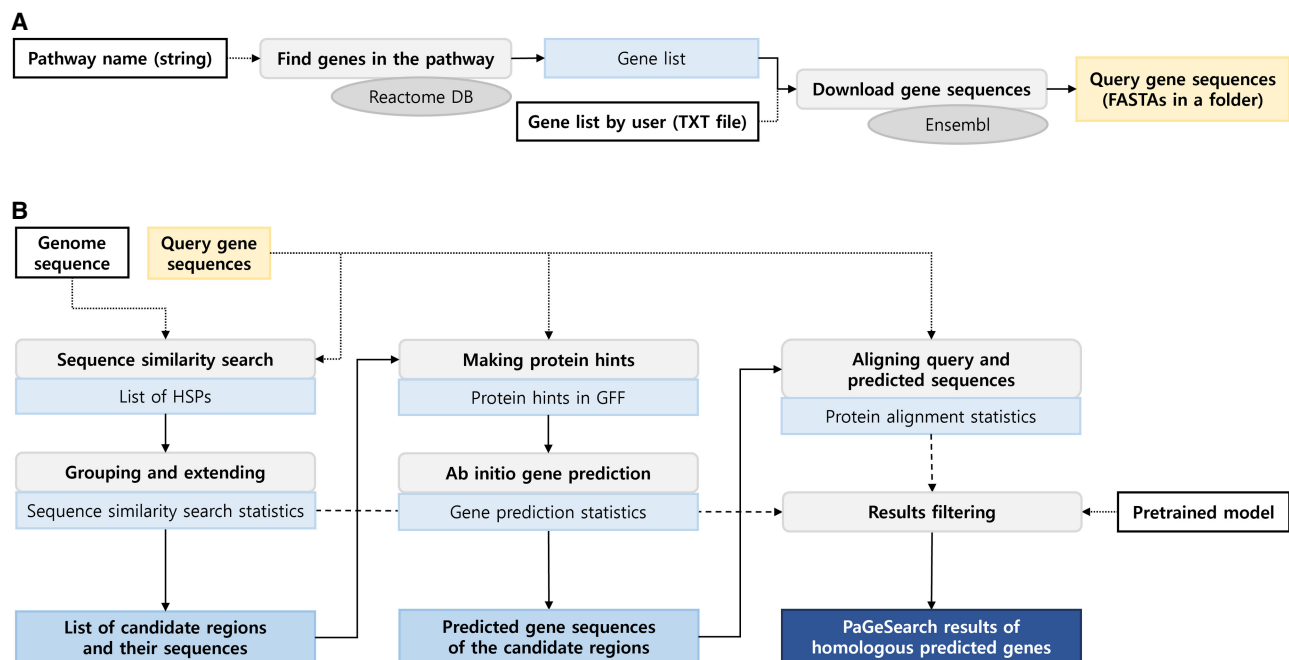 A
Pathway name (string)
Find genes in the pathway
Reactome DB
Gene list
Gene list by user (TXT file)
Download gene sequences
Ensembl
Query gene sequences
(FASTAs in a folder)
B
Genome
sequence
Query gene
sequences
Sequence similarity search
List of HSPs
Grouping and extending
Sequence similarity search statistics
List of candidate regions
and their sequences
Making protein hints
Protein hints in GFF
Ab initio gene prediction
Gene prediction statistics
Predicted gene sequences
of the candidate regions
Aligning query and
predicted sequences
Protein alignment statistics
Results filtering
Pretrained model
PaGeSearch results of
homologous predicted genes